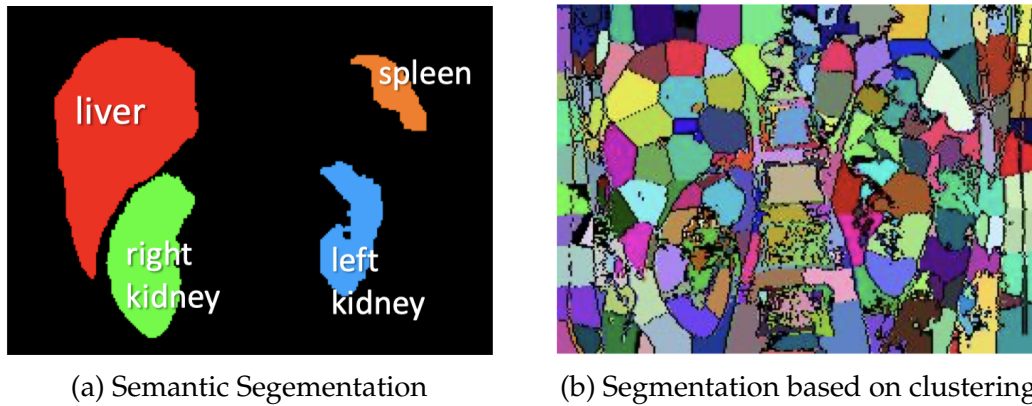 liver
spleen
right
kidney
left
kidney
(a) Semantic Segementation
(b) Segmentation based on clustering